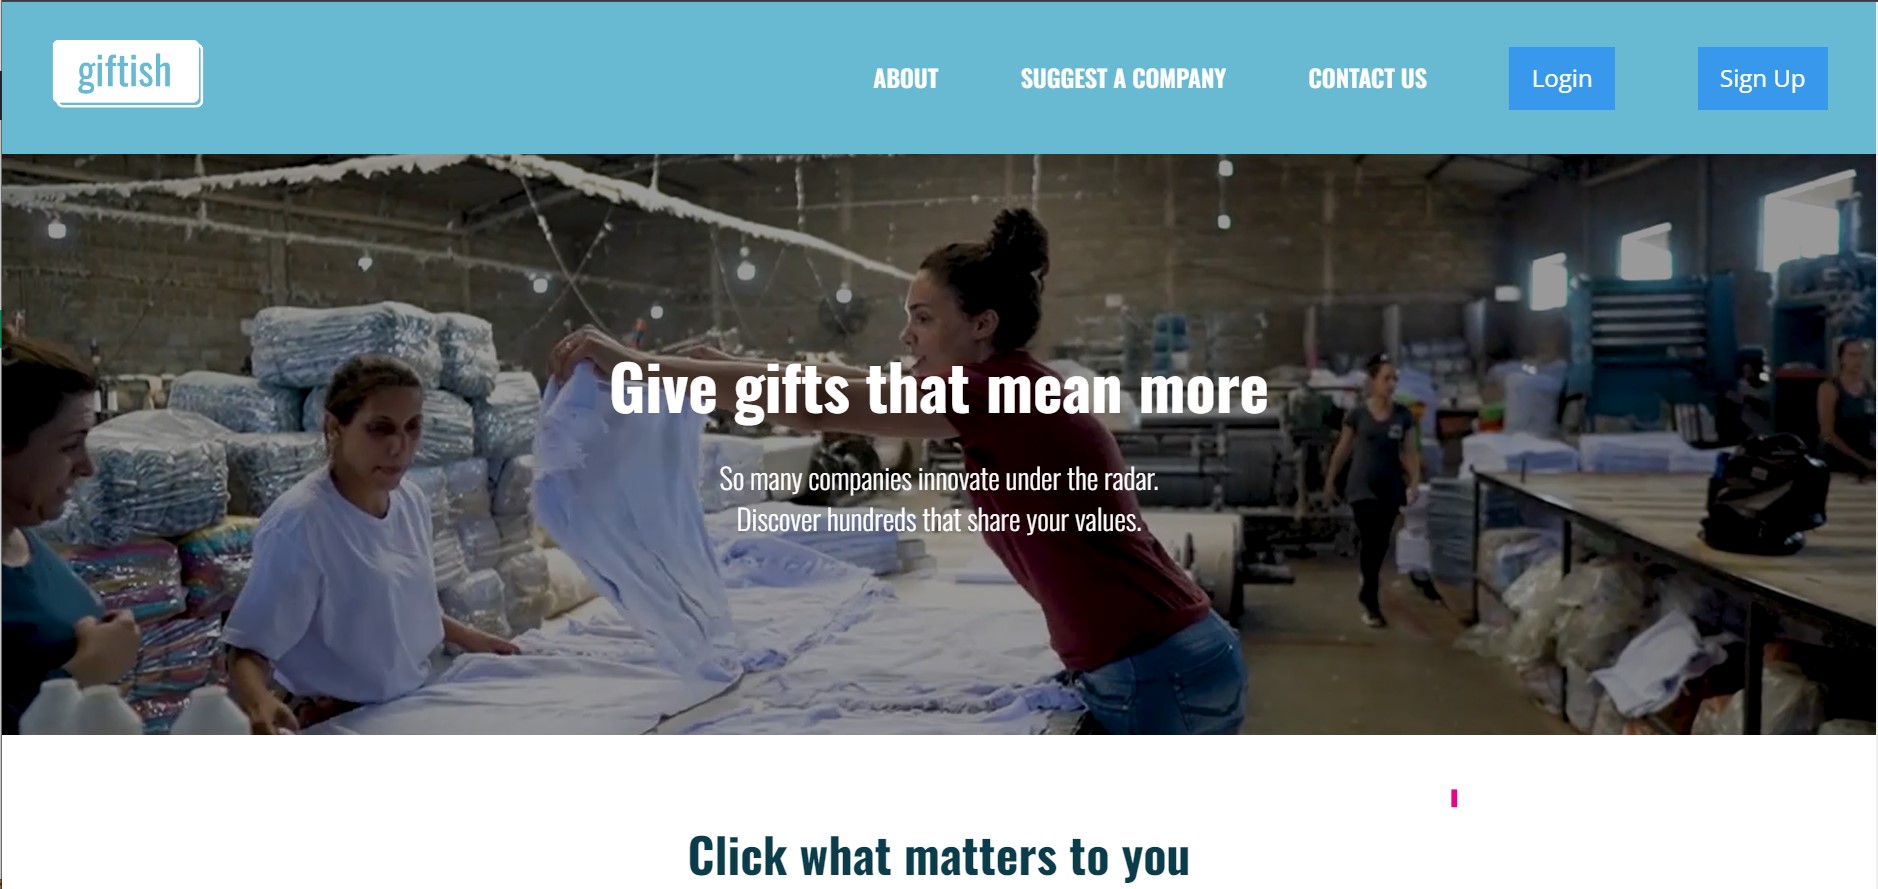 giftish
ABOUT
SUGGEST A COMPANY
CONTACT US
Login
Sign Up
Give gifts that mean more
So many companies innovate under the radar.
Discover hundreds that share your values.
Click what matters to you